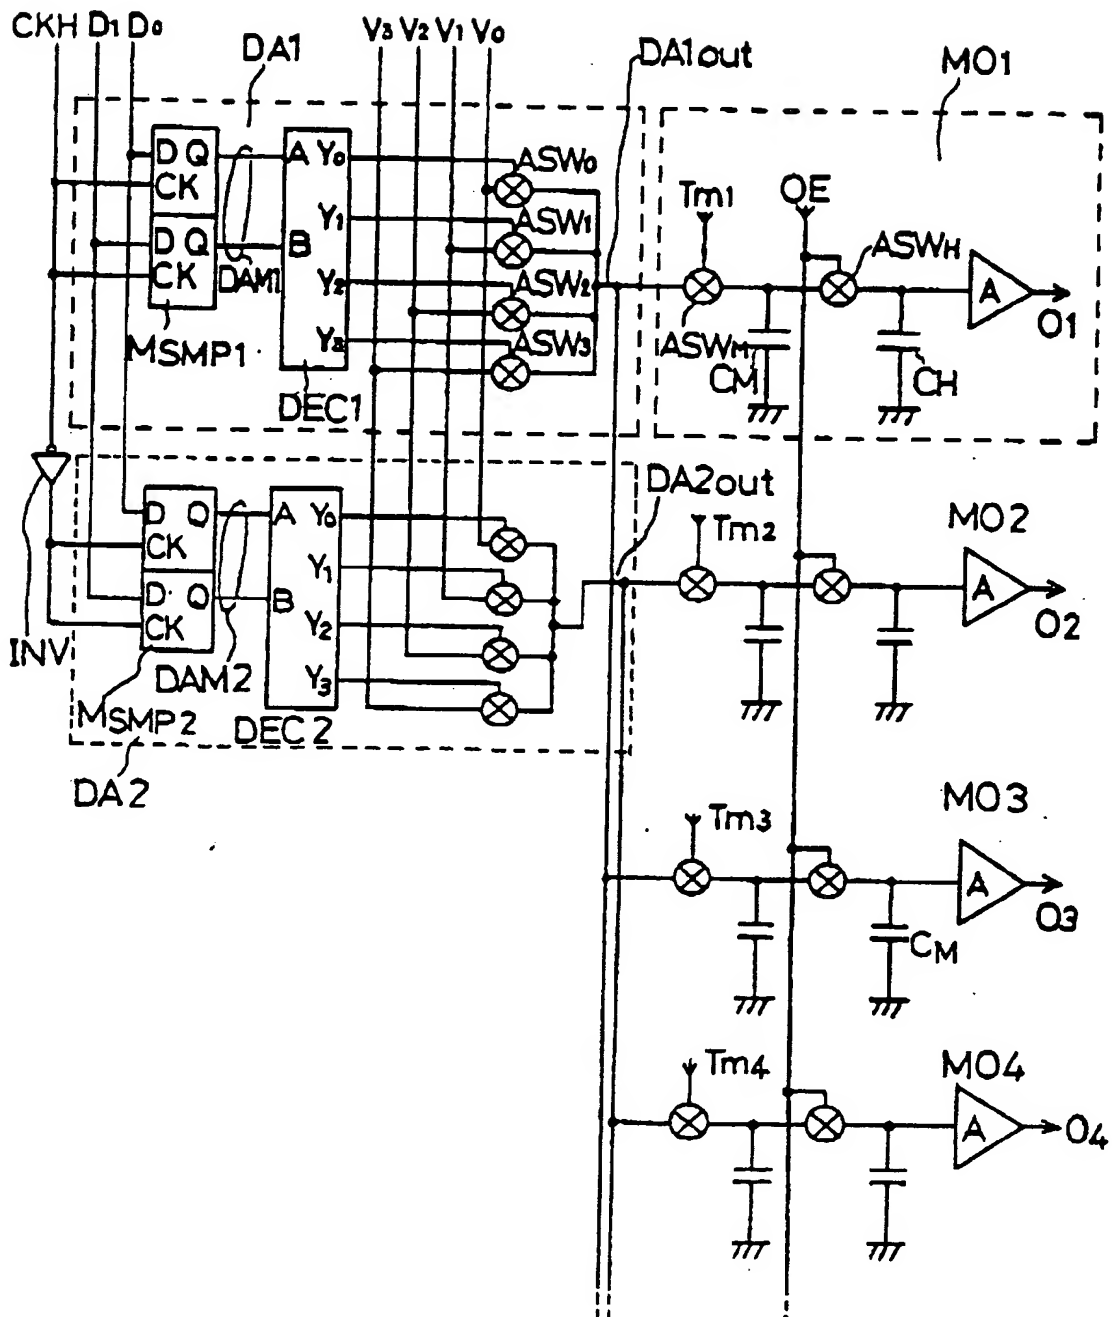 CKH D1 D0 V3 V2 V1 V0
DA1
DA1out
MO1
D Q
CK
D Q
CK
MSMP1
DAM1
A Y0
Y1
B
Y2
Y3
DEC1
ASW0
ASW1
ASW2
ASW3
Tm1
OE
ASWH
ASWM
CM
CH
A
O1
INV
D Q
CK
D Q
CK
MSMP2
DAM2
A Y0
Y1
B
Y2
Y3
DEC2
DA2
DA2out
Tm2
MO2
A
O2
Tm3
MO3
A
O3
CM
Tm4
MO4
A
O4